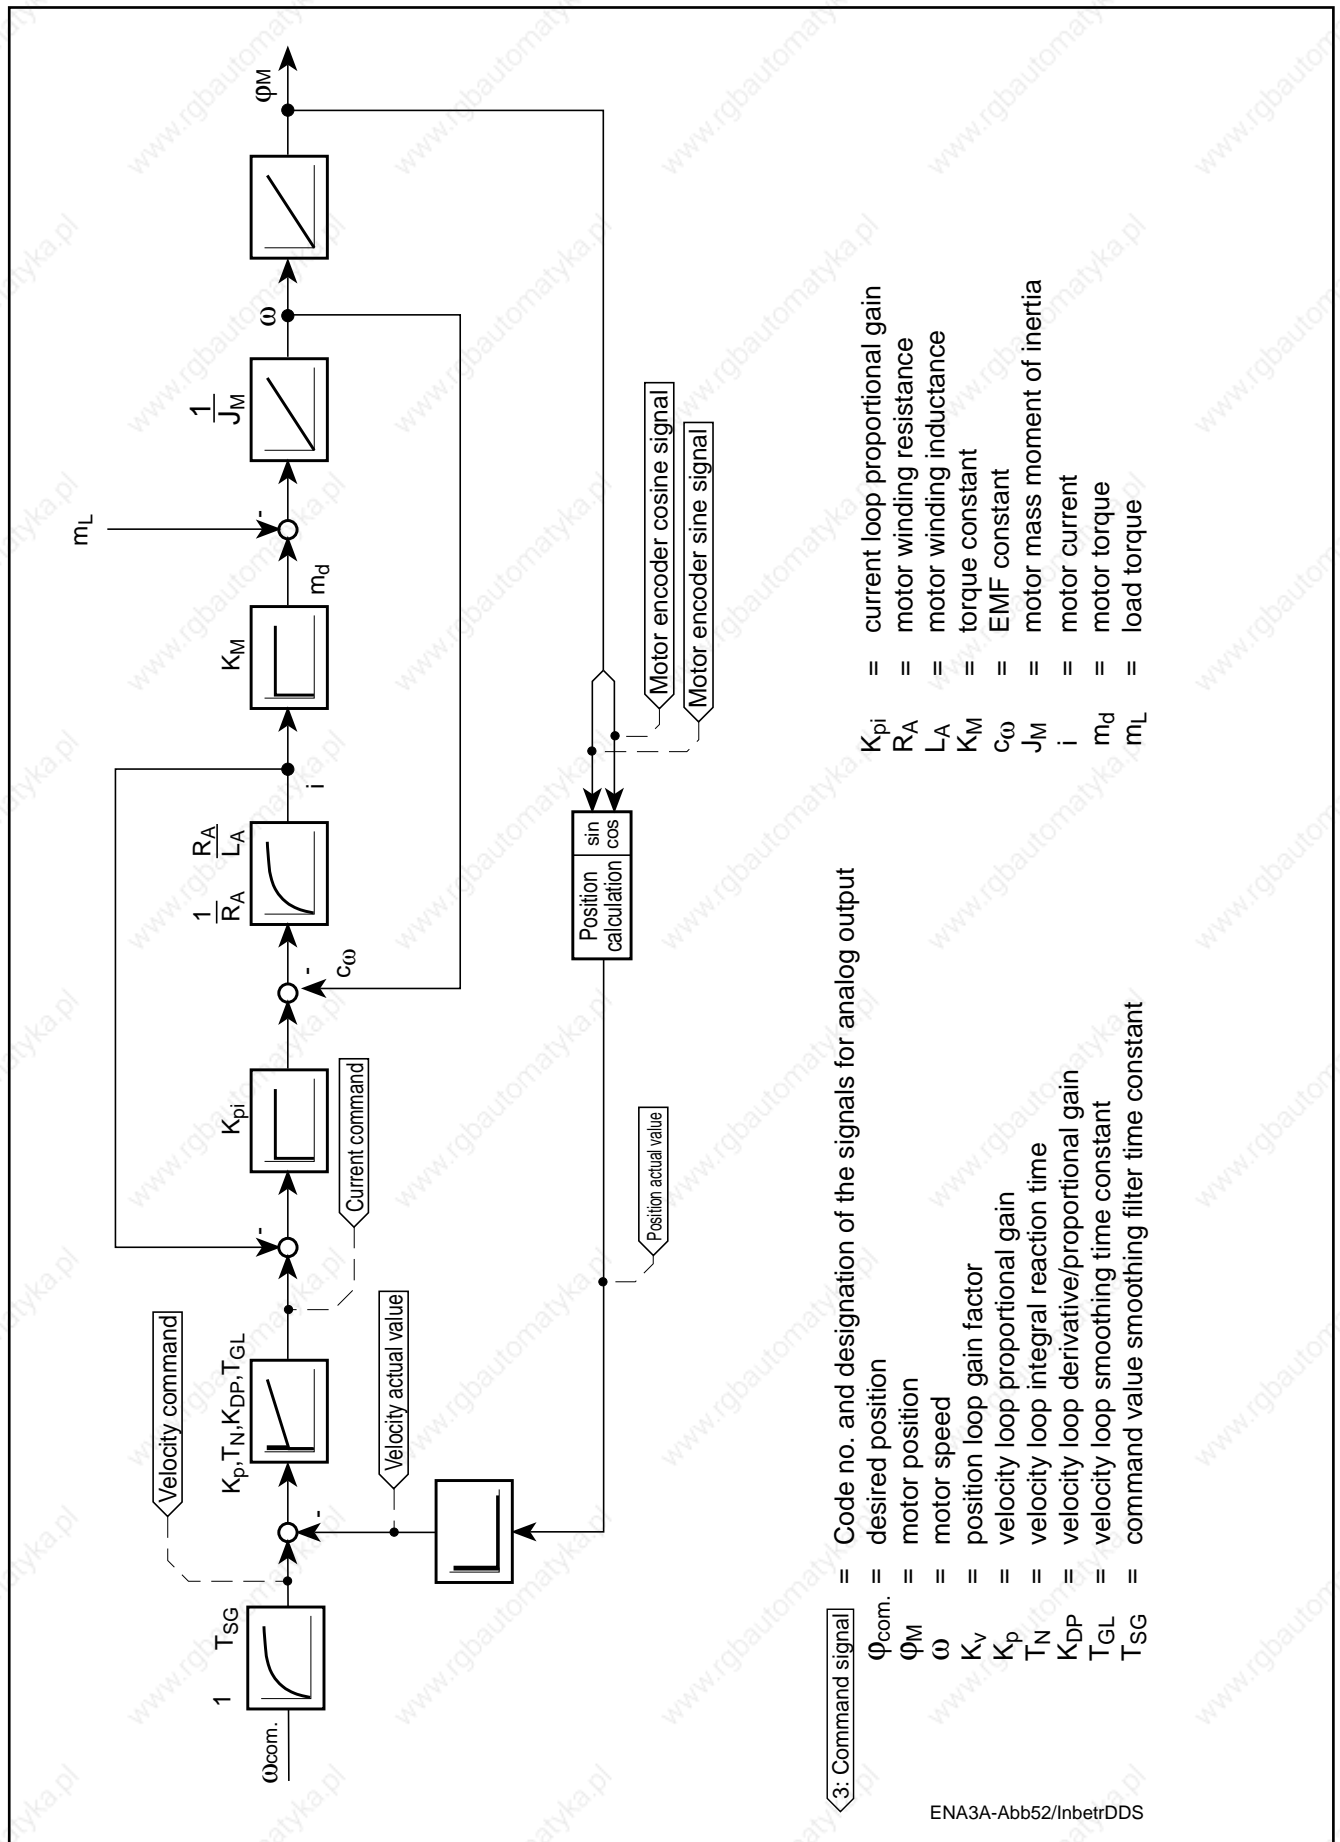 ωcom.
1 TSG
Velocity command
Kp,TN,KDP,TGL
Velocity actual value
-
Current command
-
Kpi
-
cω
1/RA RA/LA
i
KM
md
mL
-
1/JM
ω
φM
Position actual value
Position calculation
sin
cos
Motor encoder cosine signal
Motor encoder sine signal
3: Command signal = Code no. and designation of the signals for analog output
φcom. = desired position
φM = motor position
ω = motor speed
Kv = position loop gain factor
Kp = velocity loop proportional gain
TN = velocity loop integral reaction time
KDP = velocity loop derivative/proportional gain
TGL = velocity loop smoothing time constant
TSG = command value smoothing filter time constant
Kpi = current loop proportional gain
RA = motor winding resistance
LA = motor winding inductance
KM = torque constant
cω = EMF constant
JM = motor mass moment of inertia
i = motor current
md = motor torque
mL = load torque
ENA3A-Abb52/InbetrDDS
www.rgbautomatyka.pl